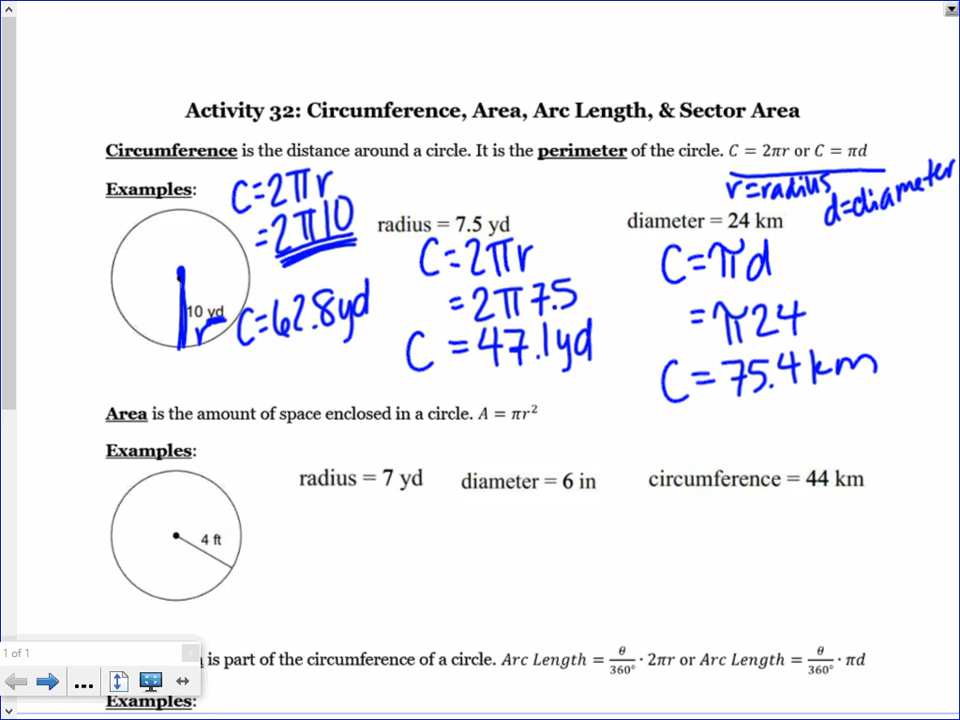 Activity 32: Circumference, Area, Arc Length, & Sector Area
Circumference is the distance around a circle. It is the perimeter of the circle. C = 2πr or C = πd
r=radius
d=diameter
Examples:
C=2πr
=2π10
10 yd
r
C=62.8yd
radius = 7.5 yd
C=2πr
=2π7.5
C =47.1yd
diameter = 24 km
C=πd
=π24
C=75.4km
Area is the amount of space enclosed in a circle. A = πr²
Examples:
4 ft
radius = 7 yd
diameter = 6 in
circumference = 44 km
1 of 1
is part of the circumference of a circle. Arc Length = θ/360° · 2πr or Arc Length = θ/360° · πd
Examples: